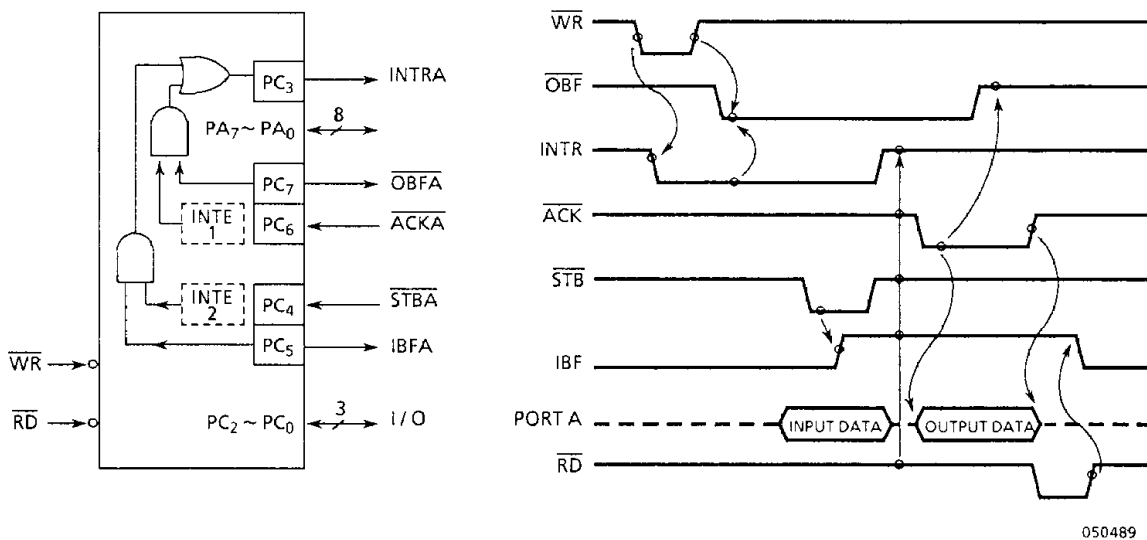 PC3
INTRA
PA7 ~ PA0
8
PC7
OBFA
INTE 1
PC6
ACKA
INTE 2
PC4
STBA
PC5
IBFA
WR
RD
PC2 ~ PC0
3
I/O
WR
OBF
INTR
ACK
STB
IBF
PORT A
INPUT DATA
OUTPUT DATA
RD
050489